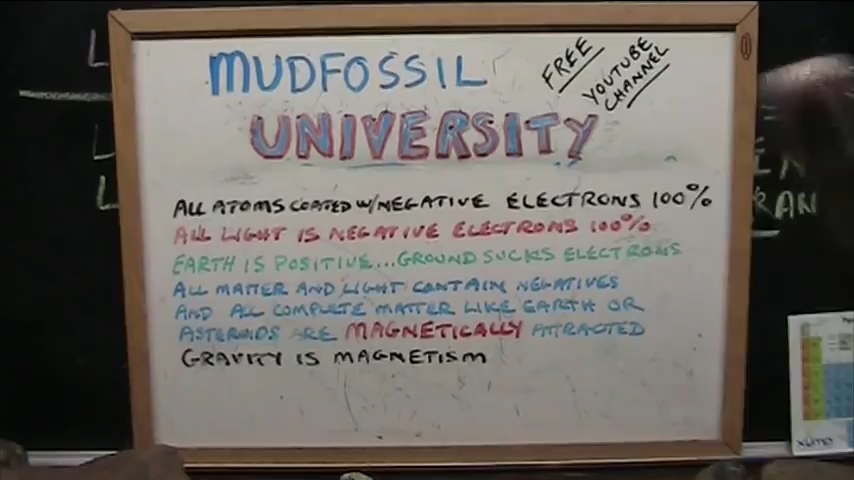 MUDFOSSIL
UNIVERSITY
FREE
YOUTUBE
CHANNEL
ALL ATOMS COATED W/NEGATIVE ELECTRONS 100%
ALL LIGHT IS NEGATIVE ELECTRONS 100%
EARTH IS POSITIVE...GROUND SUCKS ELECTRONS
ALL MATTER AND LIGHT CONTAIN NEGATIVES
AND ALL COMPLETE MATTER LIKE EARTH OR
ASTEROIDS ARE MAGNETICALLY ATTRACTED
GRAVITY IS MAGNETISM